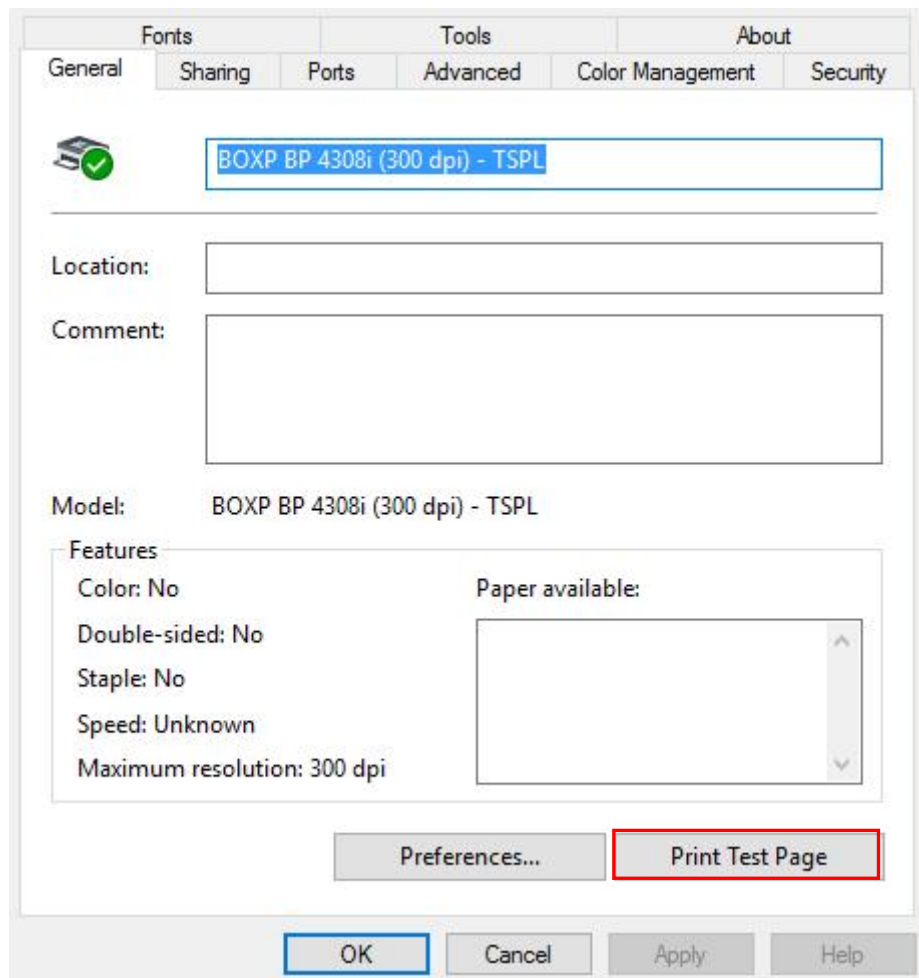 Fonts Tools About
General Sharing Ports Advanced Color Management Security
BOXP BP 4308i (300 dpi) - TSPL
Location:
Comment:
Model: BOXP BP 4308i (300 dpi) - TSPL
Features
Color: No Paper available:
Double-sided: No
Staple: No
Speed: Unknown
Maximum resolution: 300 dpi
Preferences... Print Test Page
OK Cancel Apply Help